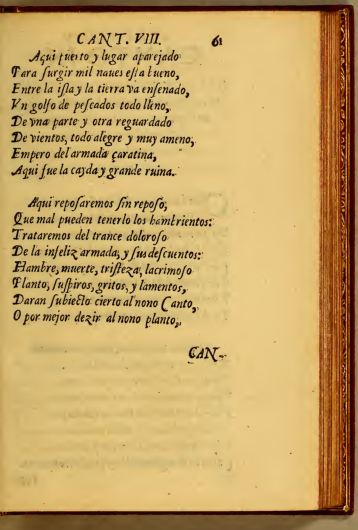 CANT. VIII. 61
Aqui puerto y lugar aparejado
Para surgir mil naues esta bueno,
Entre la isla y la tierra va ensenado,
Vn golfo de pescados todo lleno,
De vna parte y otra reguardado
De vientos, todo alegre y muy ameno,
Empero del armada çaratina,
Aqui fue la cayda y grande ruina.
Aqui reposaremos sin reposo,
Que mal pueden tenerlo los hambrientos:
Trataremos del trance doloroso
De la infeliz armada, y sus descuentos:
Hambre, muerte, tristeza, lacrimoso
Planto, suspiros, gritos, y lamentos,
Daran subiecto cierto al nono Canto,
O por mejor dezir al nono planto,
CAN-